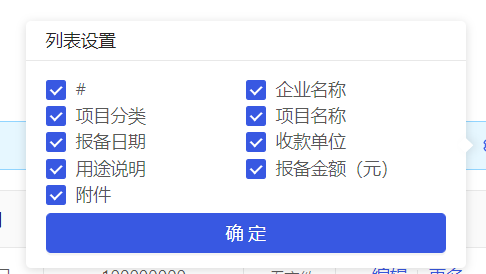 列表设置
#
企业名称
项目分类
项目名称
报备日期
收款单位
用途说明
报备金额（元）
附件
确 定